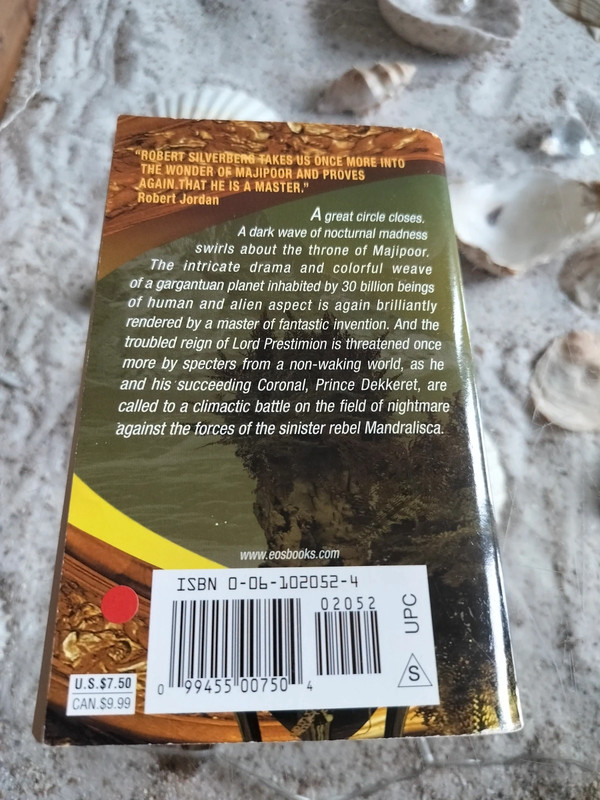 "ROBERT SILVERBERG TAKES US ONCE MORE INTO
THE WONDER OF MAJIPOOR AND PROVES
AGAIN THAT HE IS A MASTER."
Robert Jordan
A great circle closes.
A dark wave of nocturnal madness
swirls about the throne of Majipoor.
The intricate drama and colorful weave
of a gargantuan planet inhabited by 30 billion beings
of human and alien aspect is again brilliantly
rendered by a master of fantastic invention. And the
troubled reign of Lord Prestimion is threatened once
more by specters from a non-waking world, as he
and his succeeding Coronal, Prince Dekkeret, are
called to a climactic battle on the field of nightmare
against the forces of the sinister rebel Mandralisca.
www.eosbooks.com
ISBN 0-06-102052-4
02052
UPC
S
0 99455 00750 4
U.S.$7.50
CAN.$9.99